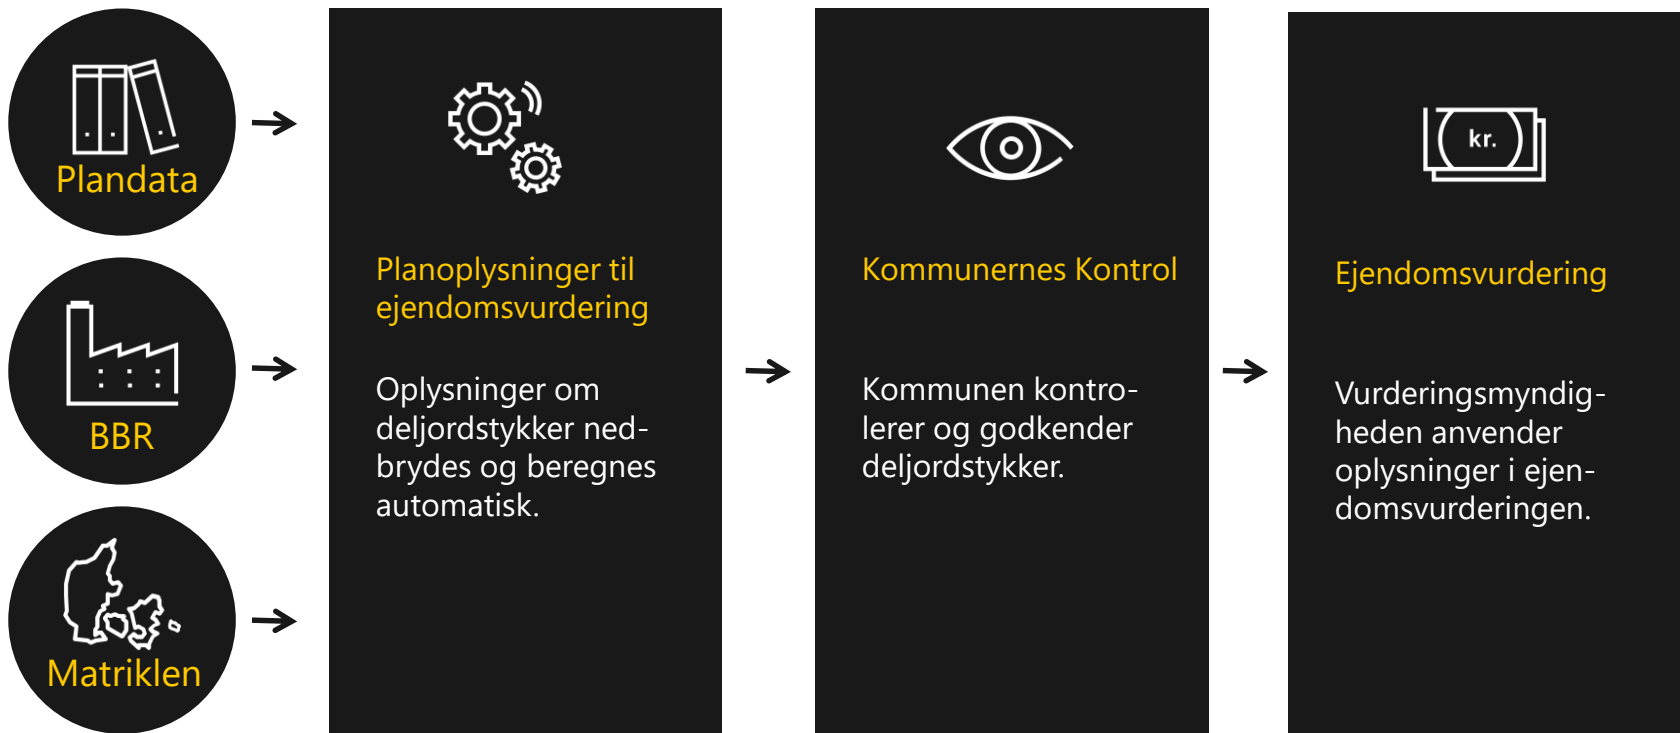 Plandata
BBR
Matriklen
Planoplysninger til
ejendomsvurdering
Oplysninger om
deljordstykker ned-
brydes og beregnes
automatisk.
Kommunernes Kontrol
Kommunen kontro-
lerer og godkender
deljordstykker.
kr.
Ejendomsvurdering
Vurderingsmyndig-
heden anvender
oplysninger i ejen-
domsvurderingen.